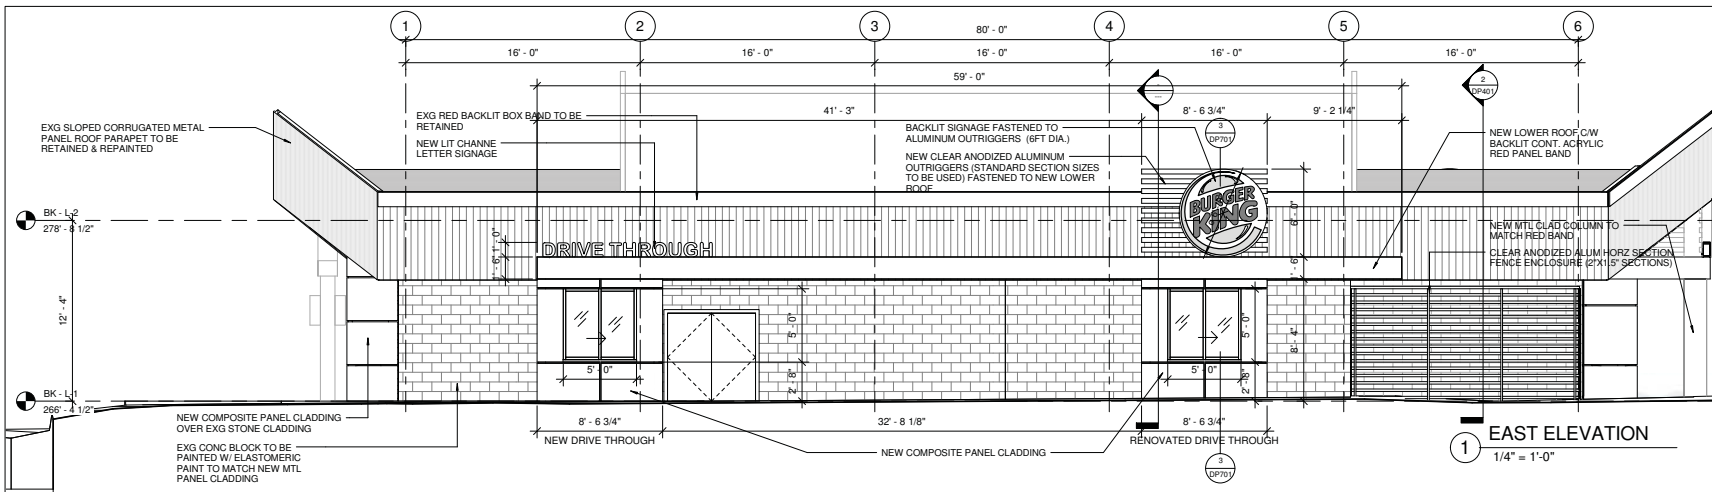 1
2
3
4
5
6
80' - 0"
16' - 0"
16' - 0"
16' - 0"
16' - 0"
16' - 0"
59' - 0"
41' - 3"
8' - 6 3/4"
9' - 2 1/4"
2
DP401
3
DP701
EXG SLOPED CORRUGATED METAL
PANEL ROOF PARAPET TO BE
RETAINED & REPAINTED
EXG RED BACKLIT BOX BAND TO BE
RETAINED
NEW LIT CHANNE
LETTER SIGNAGE
BACKLIT SIGNAGE FASTENED TO
ALUMINUM OUTRIGGERS (6FT DIA.)
NEW CLEAR ANODIZED ALUMINUM
OUTRIGGERS (STANDARD SECTION SIZES
TO BE USED) FASTENED TO NEW LOWER
ROOF
NEW LOWER ROOF C/W
BACKLIT CONT. ACRYLIC
RED PANEL BAND
BURGER
KING
6' - 0"
BK - L-2
278' - 8 1/2"
NEW MTL CLAD COLUMN TO
MATCH RED BAND
CLEAR ANODIZED ALUM HORZ SECTION
FENCE ENCLOSURE (2"X1.5" SECTIONS)
DRIVE THROUGH
1' - 0"
1' - 6"
1' - 6"
12' - 4"
5' - 0"
5' - 0"
8' - 4"
5' - 0"
5' - 0"
2' - 8"
2' - 8"
BK - L-1
266' - 4 1/2"
NEW COMPOSITE PANEL CLADDING
OVER EXG STONE CLADDING
EXG CONC BLOCK TO BE
PAINTED W/ ELASTOMERIC
PAINT TO MATCH NEW MTL
PANEL CLADDING
8' - 6 3/4"
32' - 8 1/8"
8' - 6 3/4"
NEW DRIVE THROUGH
RENOVATED DRIVE THROUGH
NEW COMPOSITE PANEL CLADDING
3
DP701
1
EAST ELEVATION
1/4" = 1'-0"